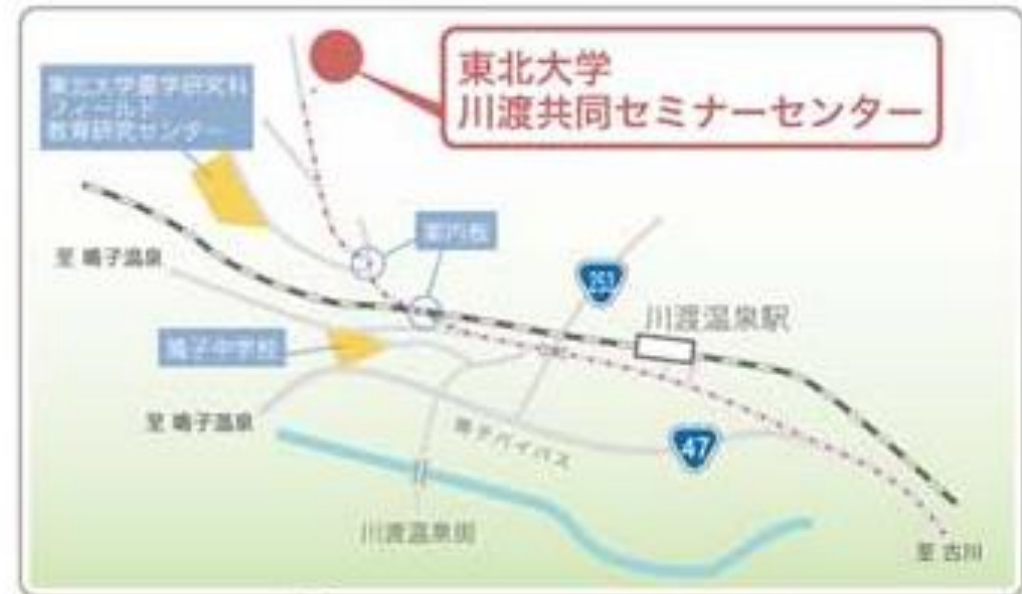 東北大学
川渡共同セミナーセンター
東北大学農学研究科
フィールド
教育研究センター
案内板
至 鳴子温泉
川渡温泉駅
鳴子中学校
至 鳴子温泉
鳴子バイパス
47
川渡温泉街
至 古川